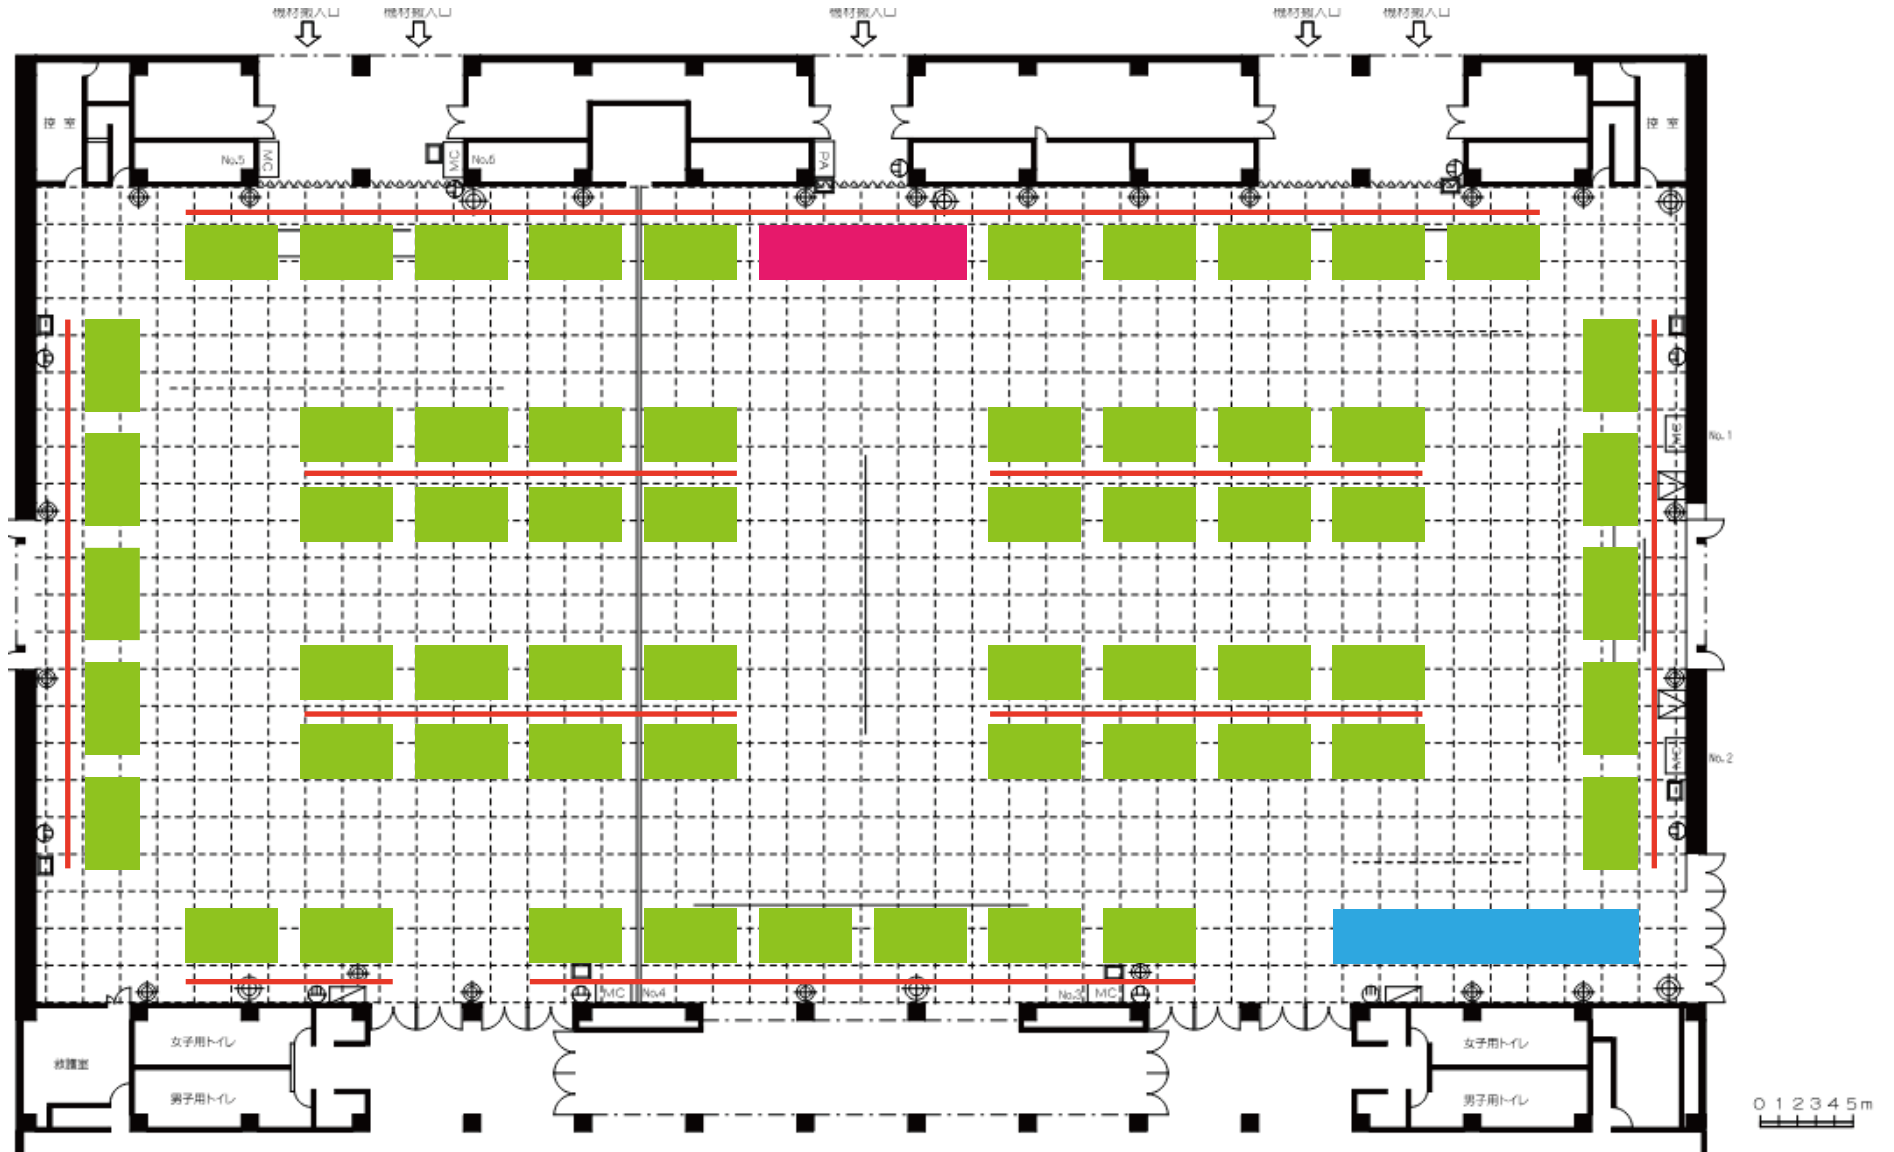 機材搬入口
機材搬入口
機材搬入口
機材搬入口
機材搬入口
控 室
控 室
No.5
MC
MC
No.6
PA
MC
No.1
MC
No.2
MC
No.4
No.3
MC
救護室
女子用トイレ
男子用トイレ
女子用トイレ
男子用トイレ
0 1 2 3 4 5m